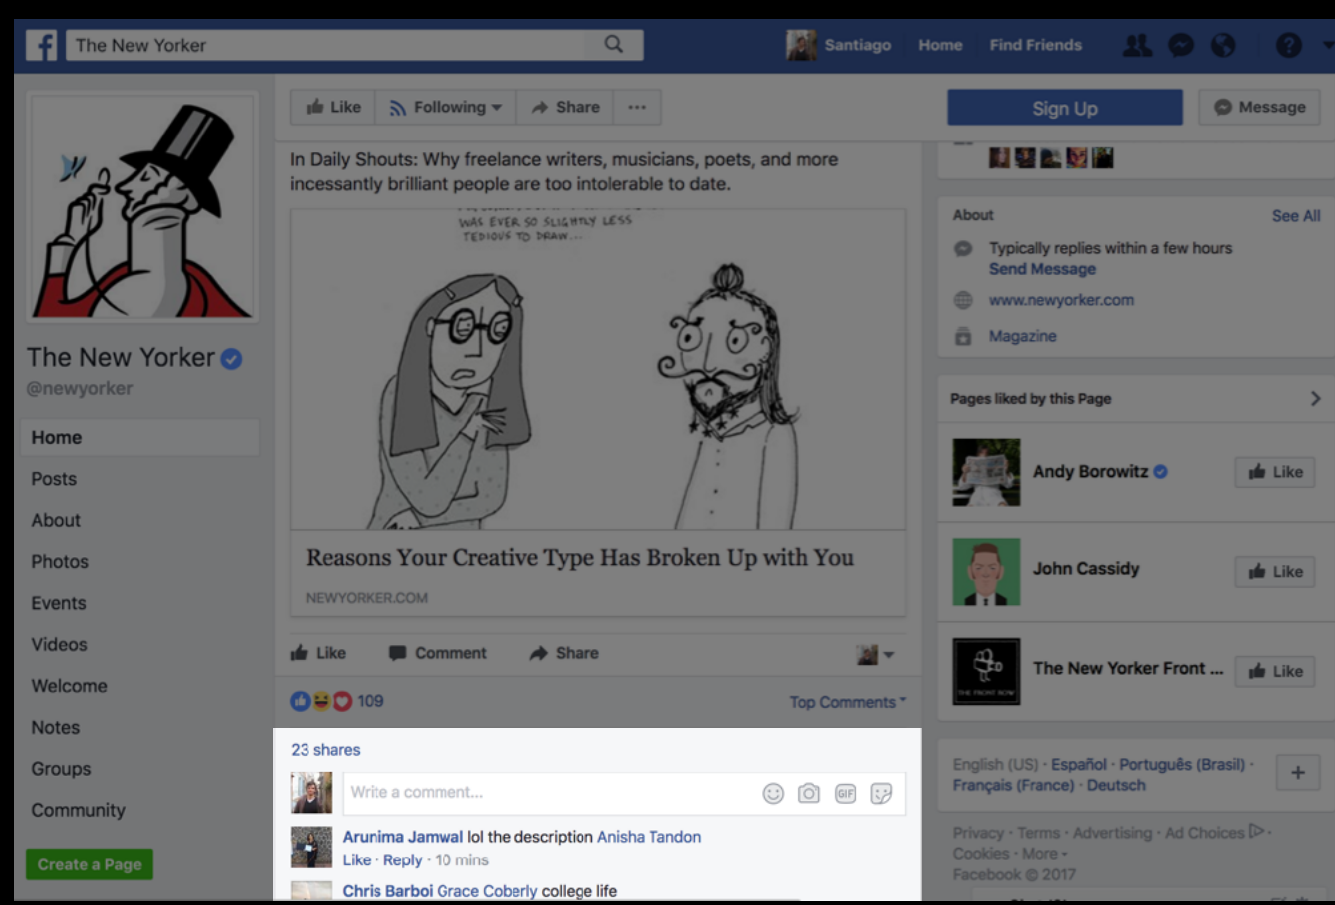 The New Yorker
Santiago Home Find Friends
Like Following Share ...
Sign Up Message
The New Yorker
@newyorker
Home
Posts
About
Photos
Events
Videos
Welcome
Notes
Groups
Community
Create a Page
In Daily Shouts: Why freelance writers, musicians, poets, and more
incessantly brilliant people are too intolerable to date.
WAS EVER SO SLIGHTLY LESS
TEDIOUS TO DRAW...
Reasons Your Creative Type Has Broken Up with You
NEWYORKER.COM
Like Comment Share
109 Top Comments
23 shares
Write a comment...
GIF
Arunima Jamwal lol the description Anisha Tandon
Like · Reply · 10 mins
Chris Barboi Grace Coberly college life
About See All
Typically replies within a few hours
Send Message
www.newyorker.com
Magazine
Pages liked by this Page
Andy Borowitz Like
John Cassidy Like
THE FRONT ROW
The New Yorker Front ... Like
English (US) · Español · Português (Brasil) ·
Français (France) · Deutsch
Privacy · Terms · Advertising · Ad Choices ·
Cookies · More
Facebook © 2017